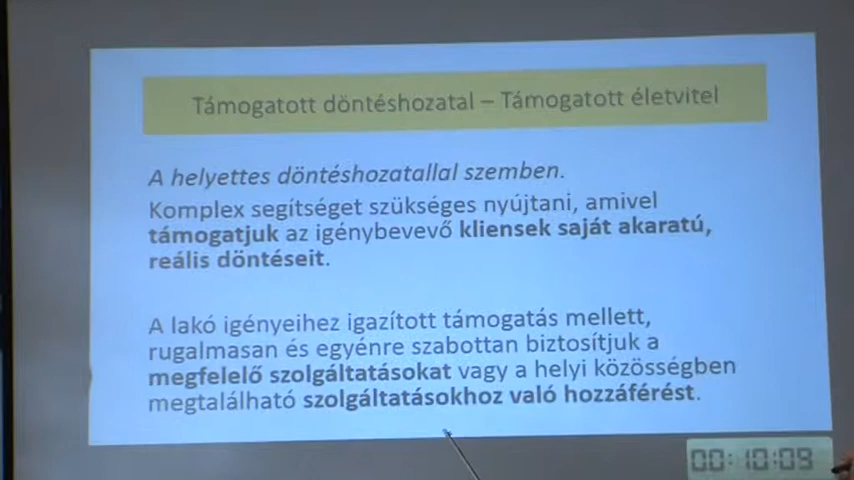 Támogatott döntéshozatal – Támogatott életvitel
A helyettes döntéshozatallal szemben.
Komplex segítséget szükséges nyújtani, amivel
támogatjuk az igénybevevő kliensek saját akaratú,
reális döntéseit.
A lakó igényeihez igazított támogatás mellett,
rugalmasan és egyénre szabottan biztosítjuk a
megfelelő szolgáltatásokat vagy a helyi közösségben
megtalálható szolgáltatásokhoz való hozzáférést.
00:10:09